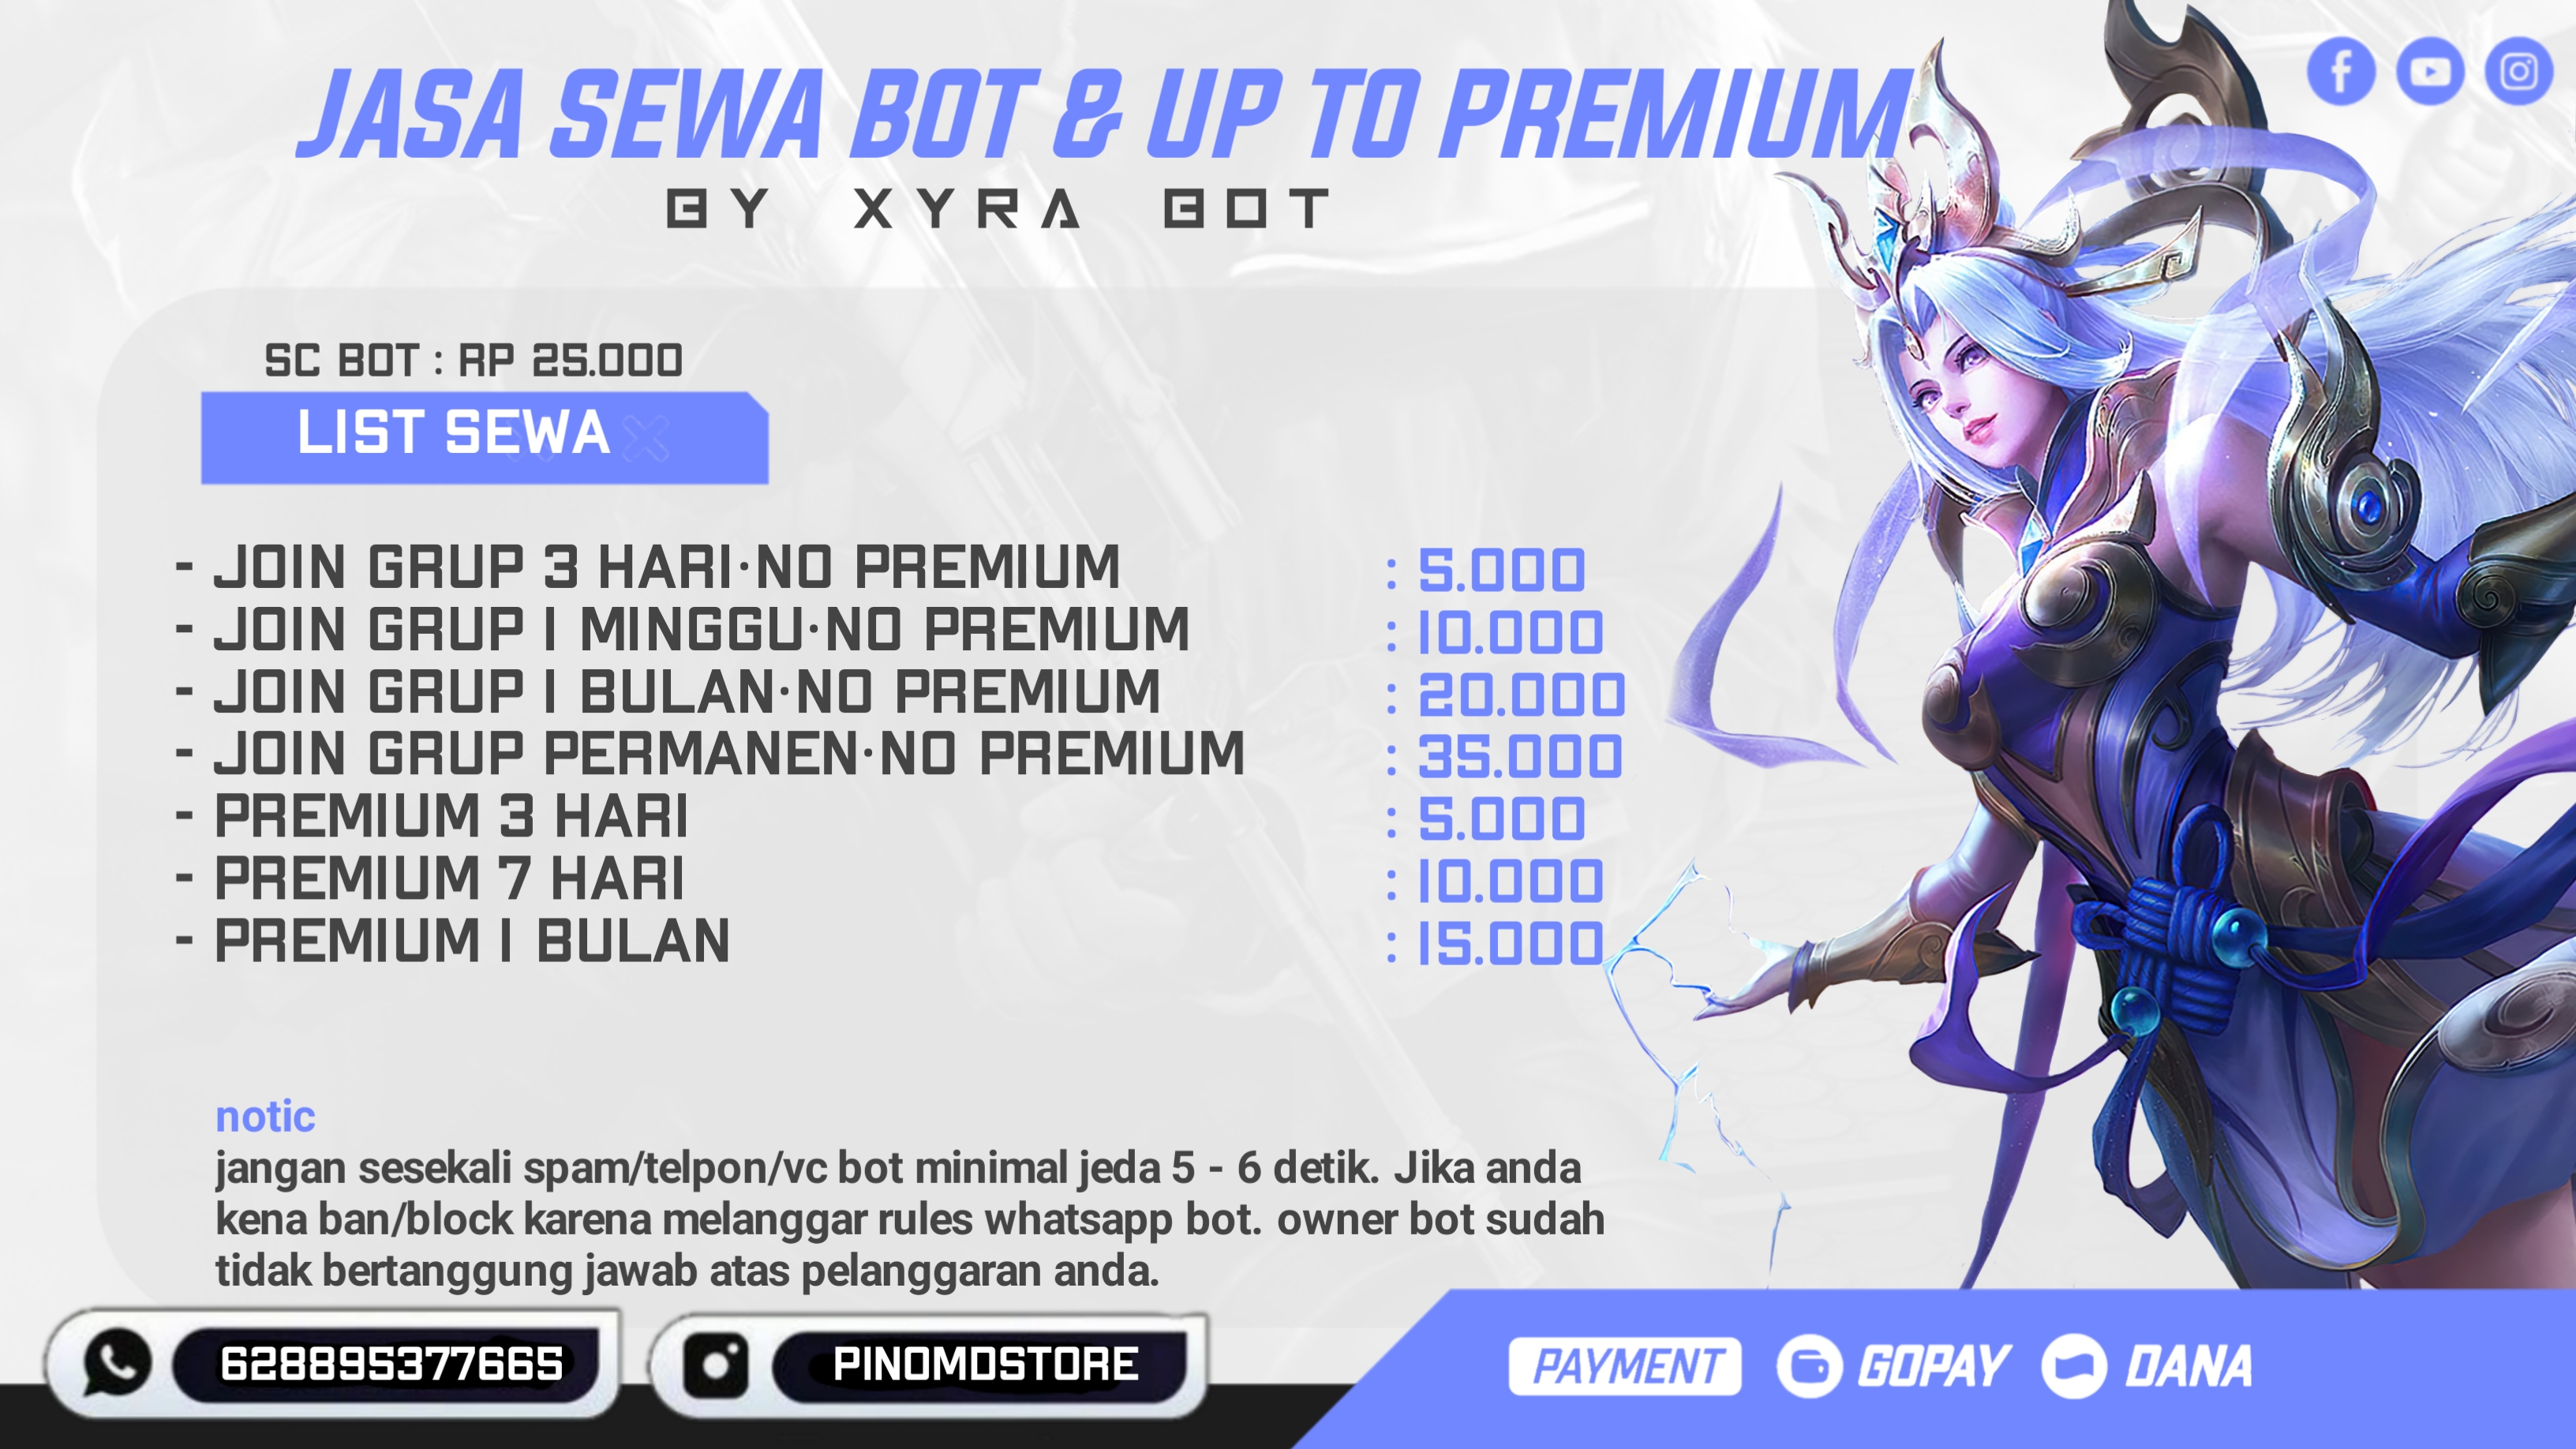 JASA SEWA BOT & UP TO PREMIUM
BY XYRA BOT
SC BOT : RP 25.000
LIST SEWA
- JOIN GRUP 3 HARI·NO PREMIUM : 5.000
- JOIN GRUP 1 MINGGU·NO PREMIUM : 10.000
- JOIN GRUP 1 BULAN·NO PREMIUM : 20.000
- JOIN GRUP PERMANEN·NO PREMIUM : 35.000
- PREMIUM 3 HARI : 5.000
- PREMIUM 7 HARI : 10.000
- PREMIUM 1 BULAN : 15.000
notic
jangan sesekali spam/telpon/vc bot minimal jeda 5 - 6 detik. Jika anda
kena ban/block karena melanggar rules whatsapp bot. owner bot sudah
tidak bertanggung jawab atas pelanggaran anda.
628895377665
PINOMDSTORE
PAYMENT GOPAY DANA